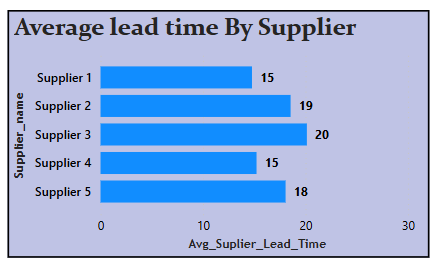 Average lead time By Supplier
Supplier_name
Supplier 1 15
Supplier 2 19
Supplier 3 20
Supplier 4 15
Supplier 5 18
0 10 20 30
Avg_Suplier_Lead_Time